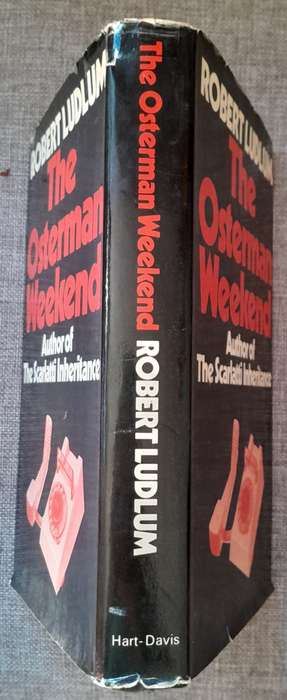 ROBERT LUDLUM
The
Osterman
Weekend
Author of
The Scarlatti Inheritance
The Osterman Weekend ROBERT LUDLUM
Hart-Davis
ROBERT LUDLUM
The
Osterman
Weekend
Author of
The Scarlatti Inheritance